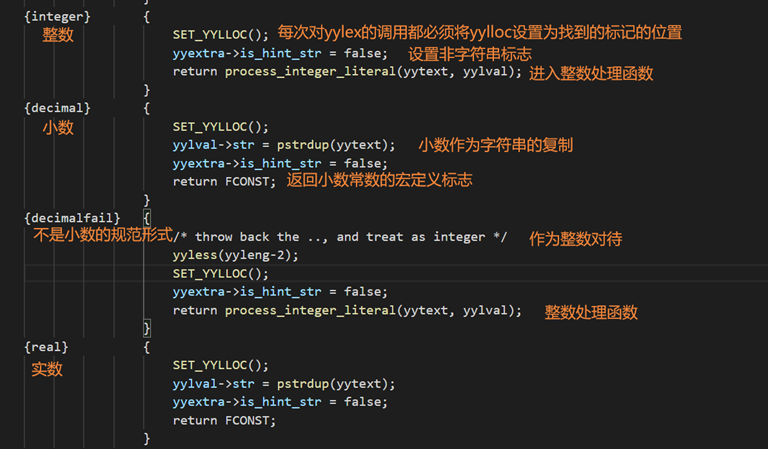 {integer} {
整数 SET_YYLLOC(); 每次对yylex的调用都必须将yylloc设置为找到的标记的位置
yyextra->is_hint_str = false; 设置非字符串标志
return process_integer_literal(yytext, yylval); 进入整数处理函数
}
{decimal} {
小数 SET_YYLLOC();
yylval->str = pstrdup(yytext); 小数作为字符串的复制
yyextra->is_hint_str = false;
return FCONST; 返回小数常数的宏定义标志
}
{decimalfail} {
不是小数的规范形式 /* throw back the .., and treat as integer */ 作为整数对待
yyless(yyleng-2);
SET_YYLLOC();
yyextra->is_hint_str = false;
return process_integer_literal(yytext, yylval); 整数处理函数
}
{real} {
实数 SET_YYLLOC();
yylval->str = pstrdup(yytext);
yyextra->is_hint_str = false;
return FCONST;
}